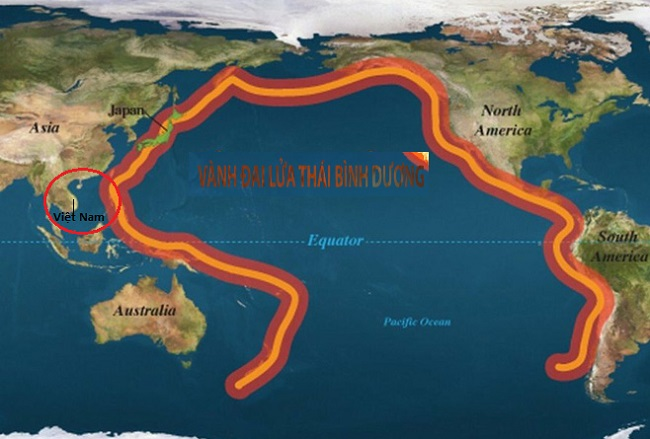 Asia
Japan
North
America
VÀNH ĐAI LỬA THÁI BÌNH DƯƠNG
Việt Nam
Equator
South
America
Australia
Pacific Ocean